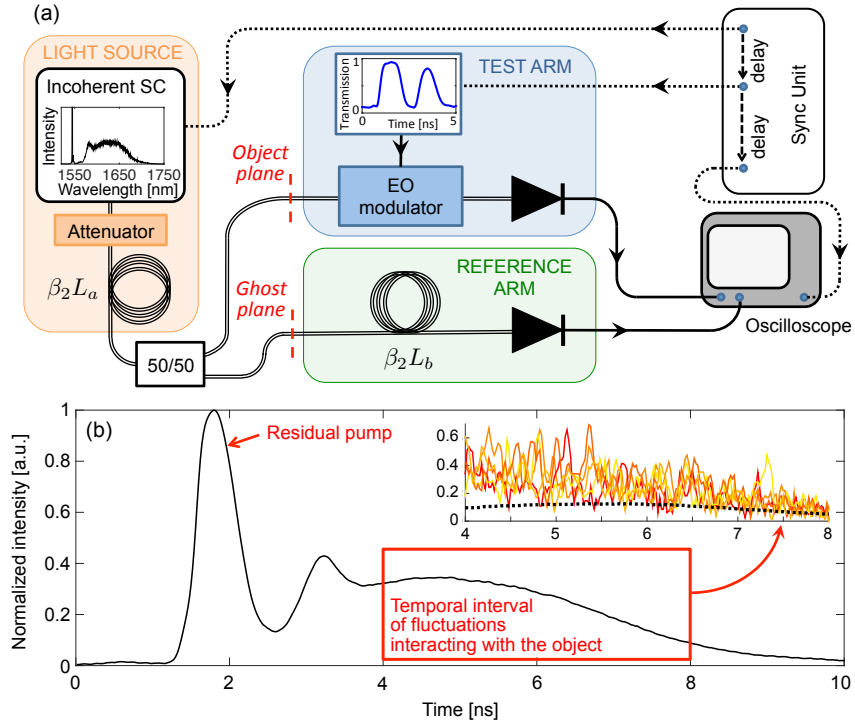 (a)
LIGHT SOURCE
Incoherent SC
Intensity
1550 1650 1750
Wavelength [nm]
Attenuator
β₂Lₐ
50/50
Object
plane
Ghost
plane
TEST ARM
Transmission
1
0
0 Time [ns] 5
EO
modulator
REFERENCE
ARM
β₂L_b
delay
delay
Sync Unit
Oscilloscope
(b)
Normalized intensity [a.u.]
1
0.8
0.6
0.4
0.2
0
0 2 4 6 8 10
Time [ns]
Residual pump
Temporal interval
of fluctuations
interacting with the object
0.6
0.4
0.2
0
4 5 6 7 8